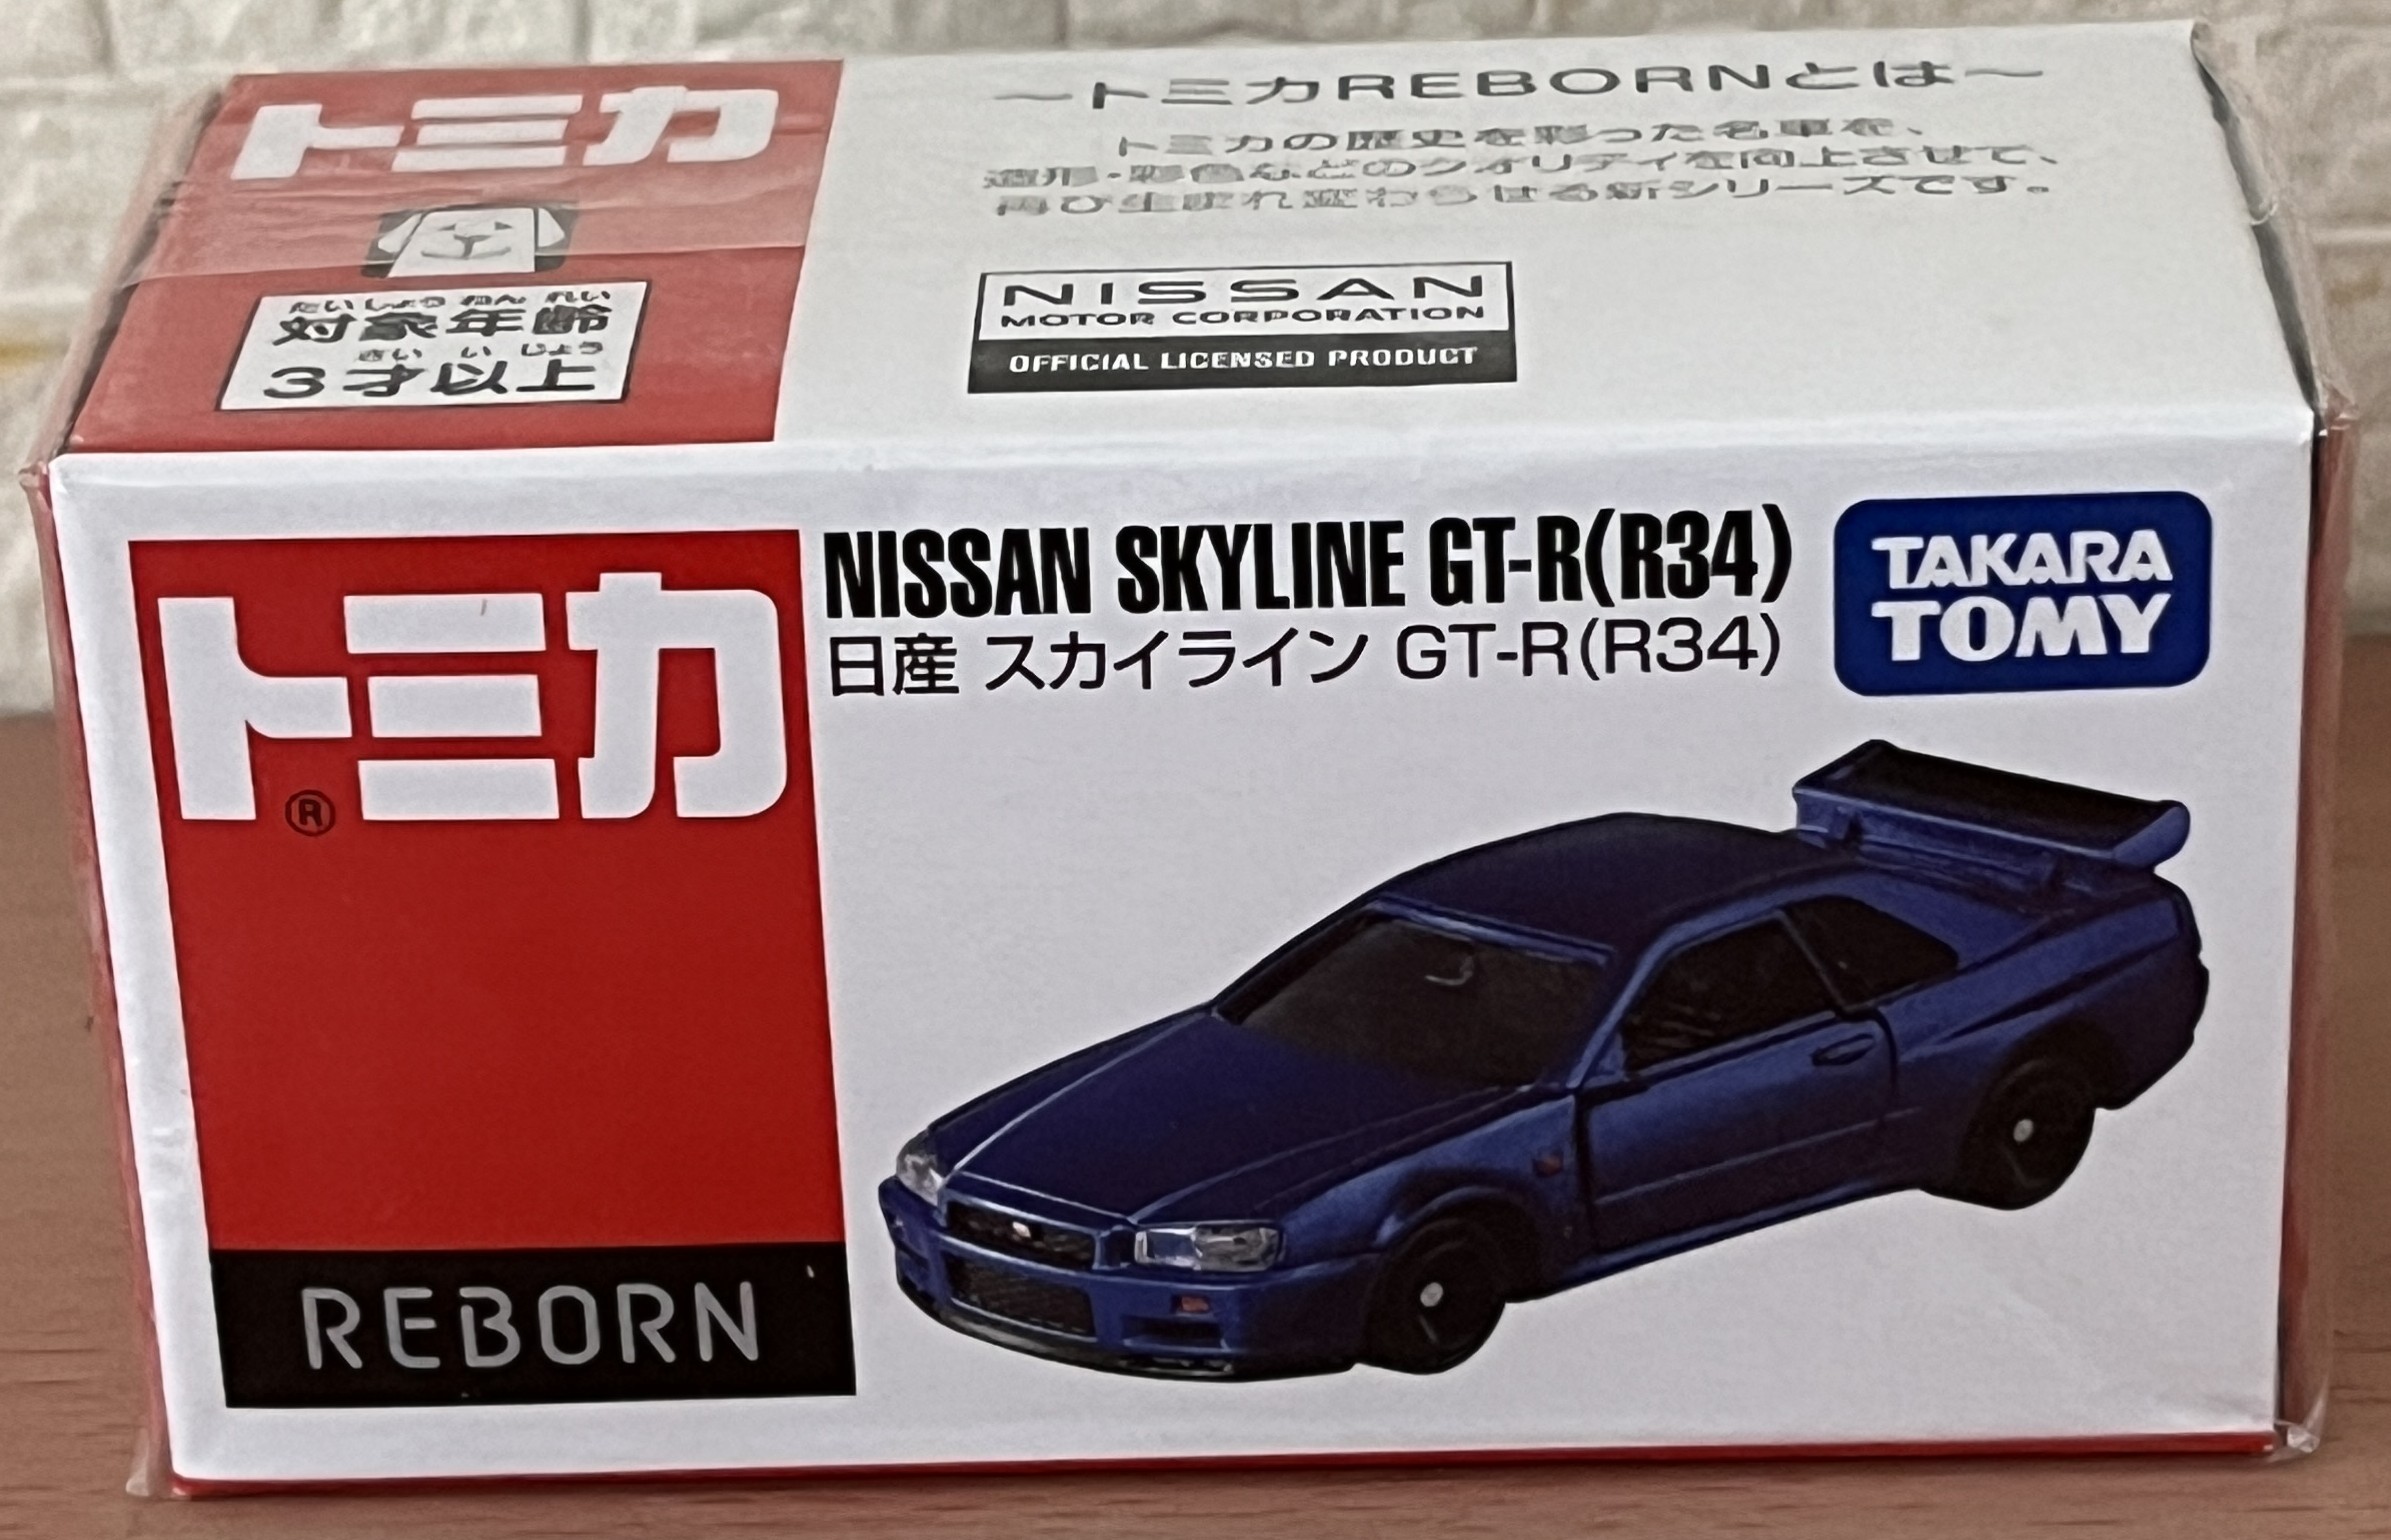 トミカ
たいしょう ねん れい
対象年齢
さい い じょう
3才以上
～トミカREBORNとは～
トミカの歴史を彩った名車を、
造形・彩色などのクオリティを向上させて、
再び生まれ変わらせる新シリーズです。
NISSAN
MOTOR CORPORATION
OFFICIAL LICENSED PRODUCT
トミカ
®
REBORN
NISSAN SKYLINE GT-R(R34)
日産 スカイライン GT-R(R34)
TAKARA
TOMY